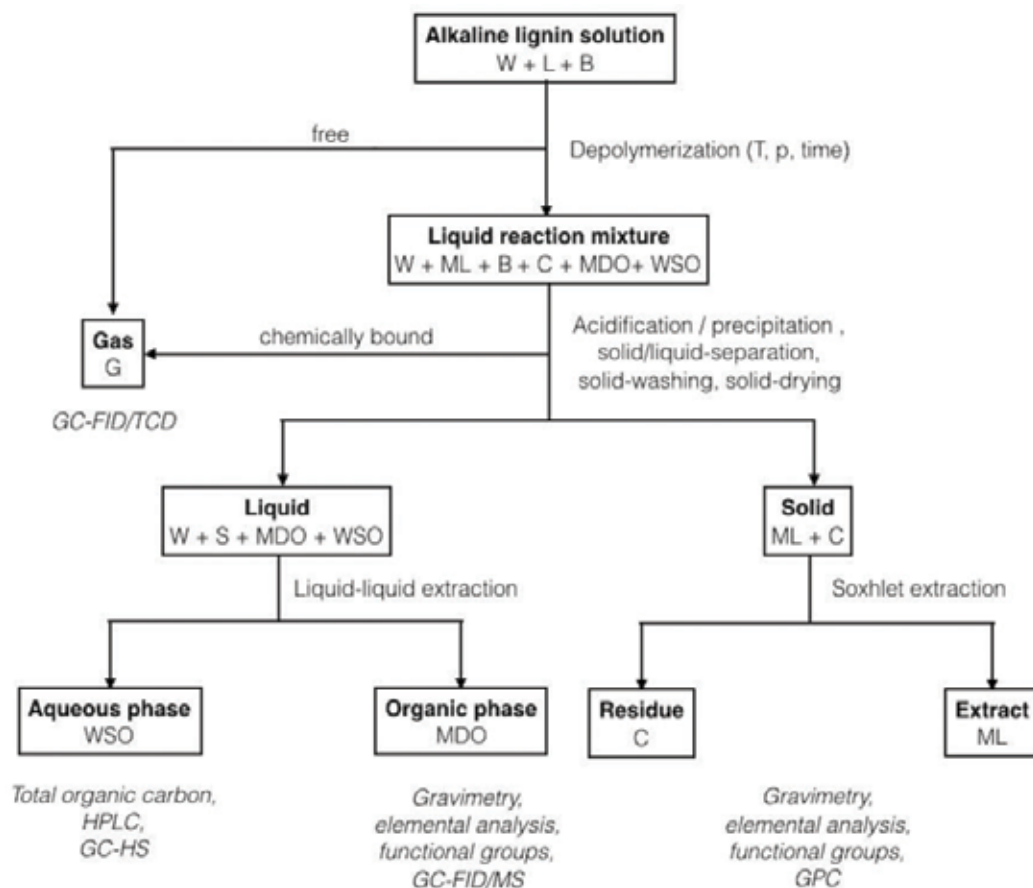 Alkaline lignin solution
W + L + B
free
Depolymerization (T, p, time)
Liquid reaction mixture
W + ML + B + C + MDO+ WSO
Gas
G
GC-FID/TCD
chemically bound
Acidification / precipitation ,
solid/liquid-separation,
solid-washing, solid-drying
Liquid
W + S + MDO + WSO
Solid
ML + C
Liquid-liquid extraction
Soxhlet extraction
Aqueous phase
WSO
Organic phase
MDO
Residue
C
Extract
ML
Total organic carbon,
HPLC,
GC-HS
Gravimetry,
elemental analysis,
functional groups,
GC-FID/MS
Gravimetry,
elemental analysis,
functional groups,
GPC